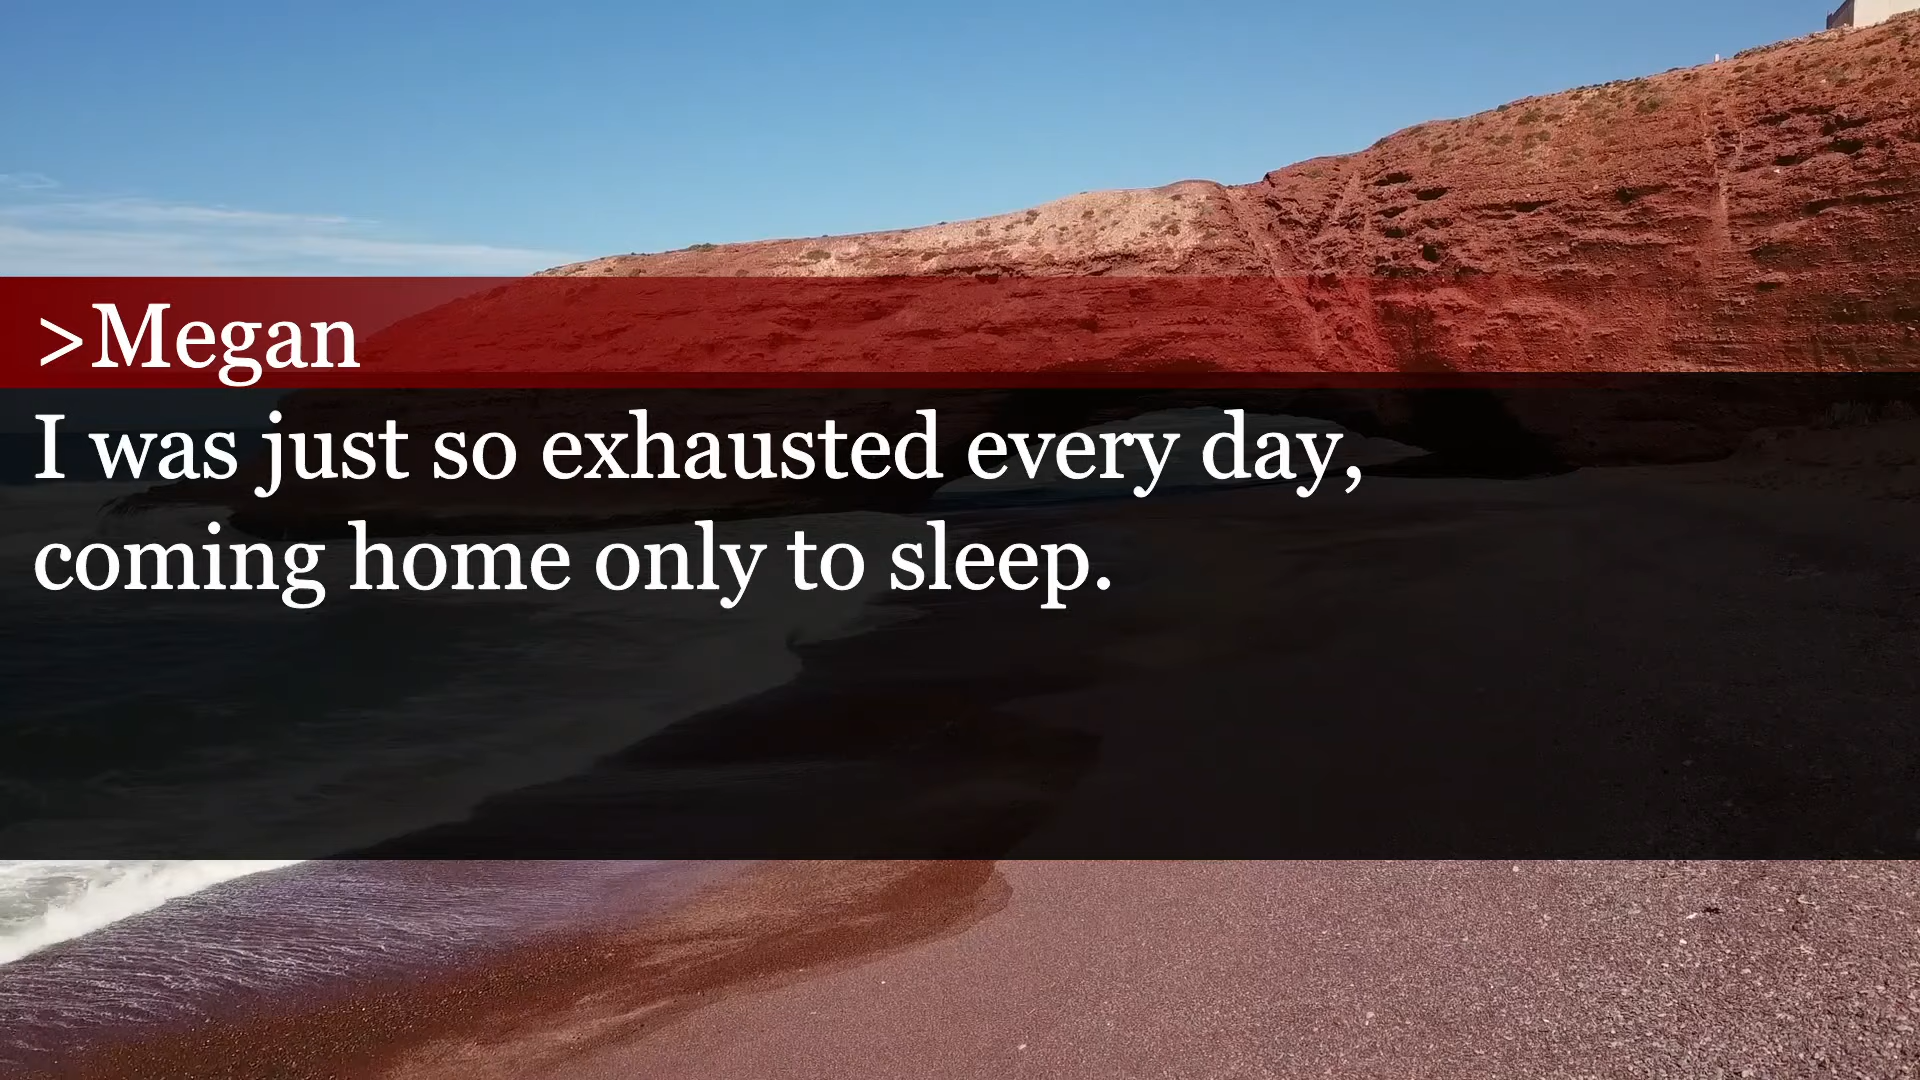 >Megan
I was just so exhausted every day,
coming home only to sleep.